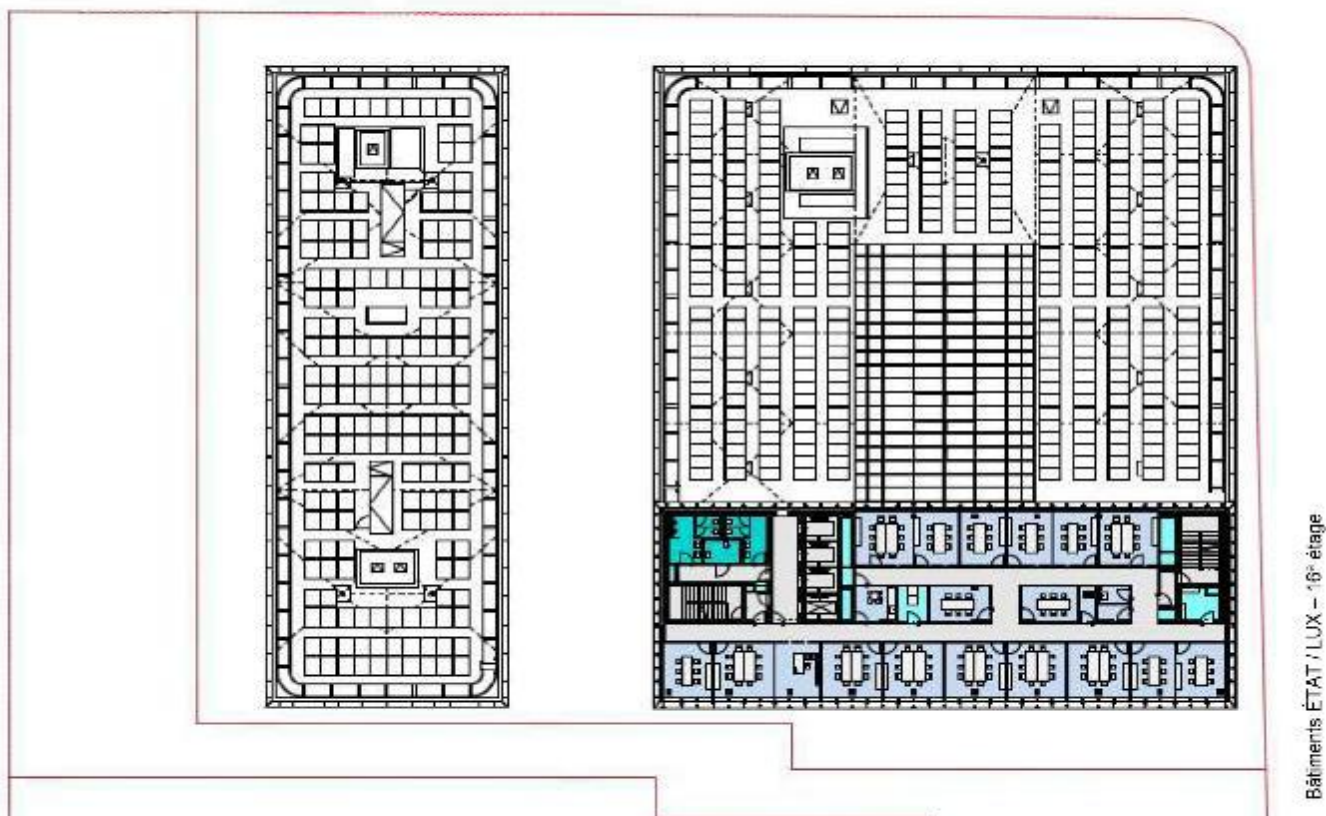 Bâtiments ÉTAT / LUX – 16ᵉ étage